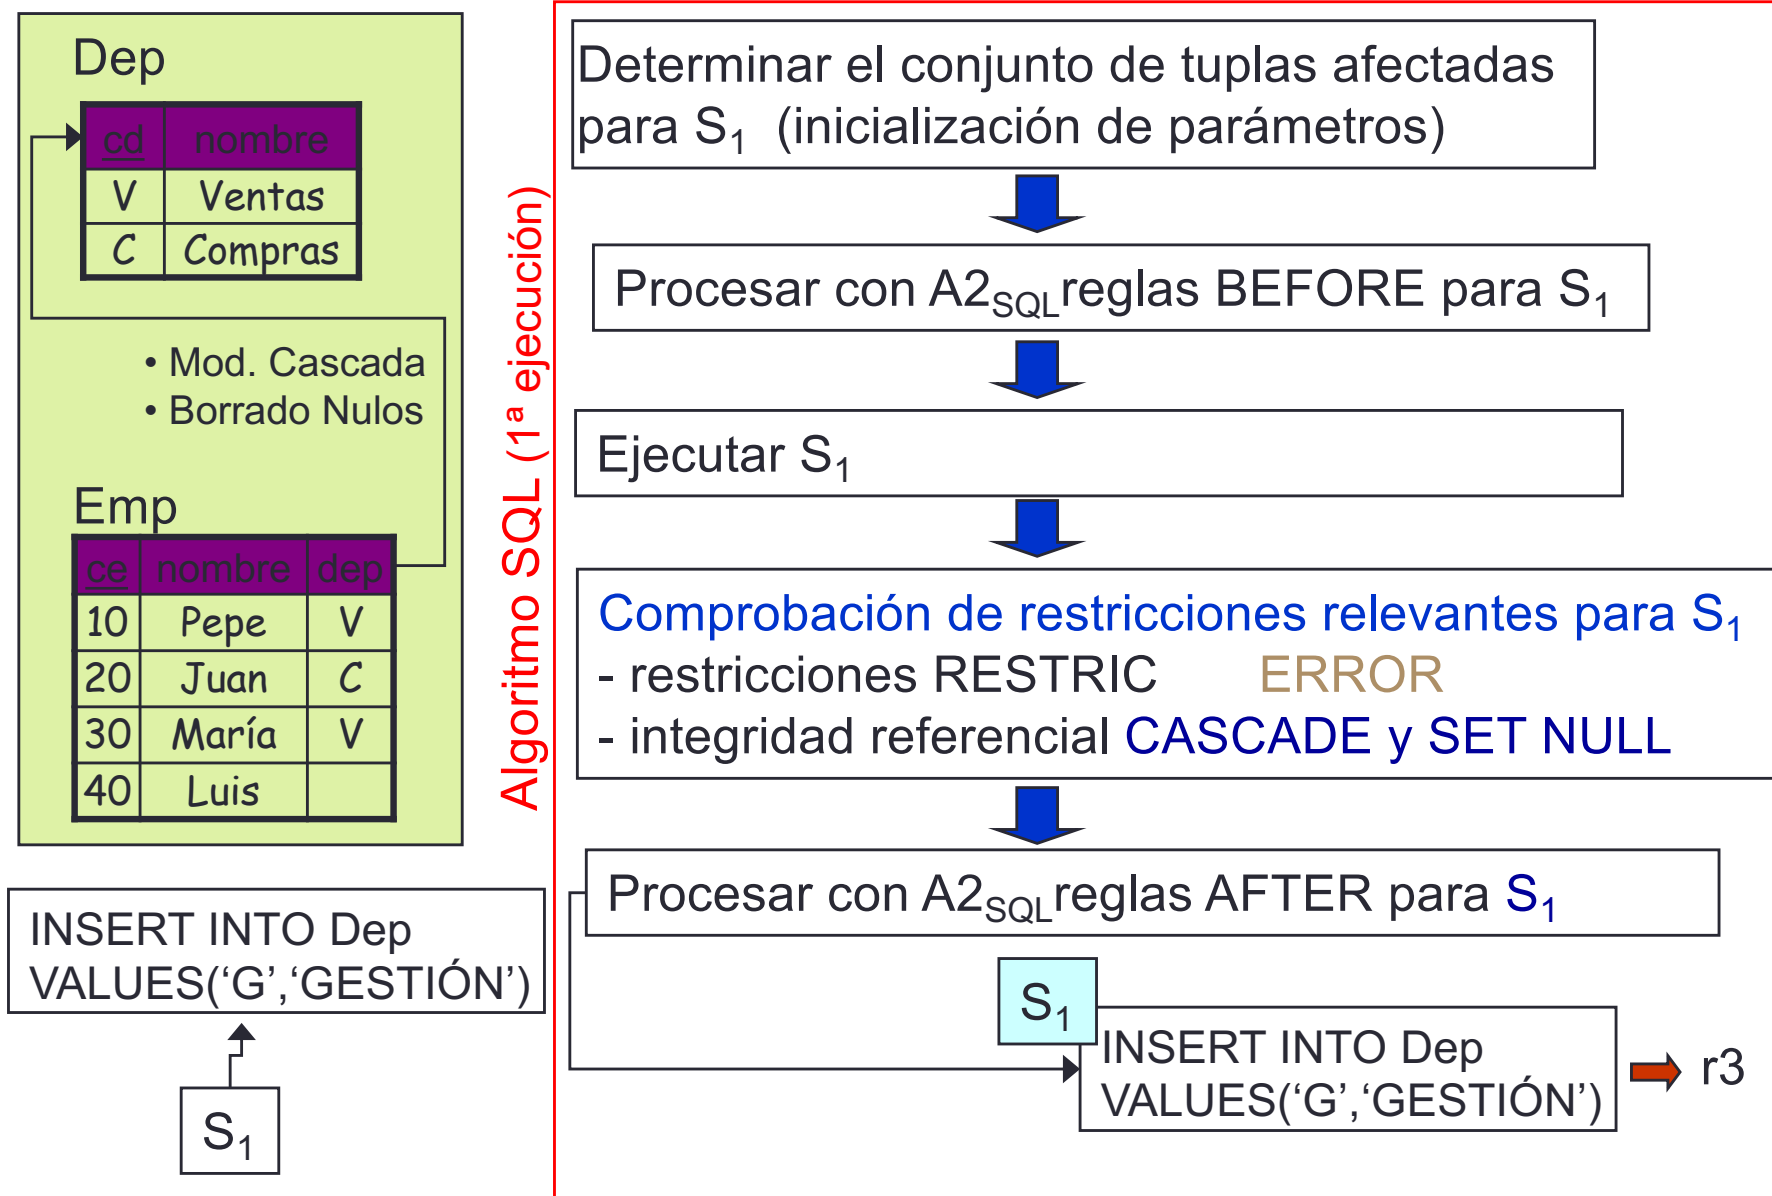 Dep
cd nombre
V Ventas
C Compras
• Mod. Cascada
• Borrado Nulos
Emp
ce nombre dep
10 Pepe V
20 Juan C
30 María V
40 Luis
INSERT INTO Dep
VALUES(‘G’,‘GESTIÓN’)
S1
Algoritmo SQL (1ª ejecución)
Determinar el conjunto de tuplas afectadas
para S1 (inicialización de parámetros)
Procesar con A2SQL reglas BEFORE para S1
Ejecutar S1
Comprobación de restricciones relevantes para S1
- restricciones RESTRIC ERROR
- integridad referencial CASCADE y SET NULL
Procesar con A2SQL reglas AFTER para S1
S1
INSERT INTO Dep
VALUES(‘G’,‘GESTIÓN’)
r3